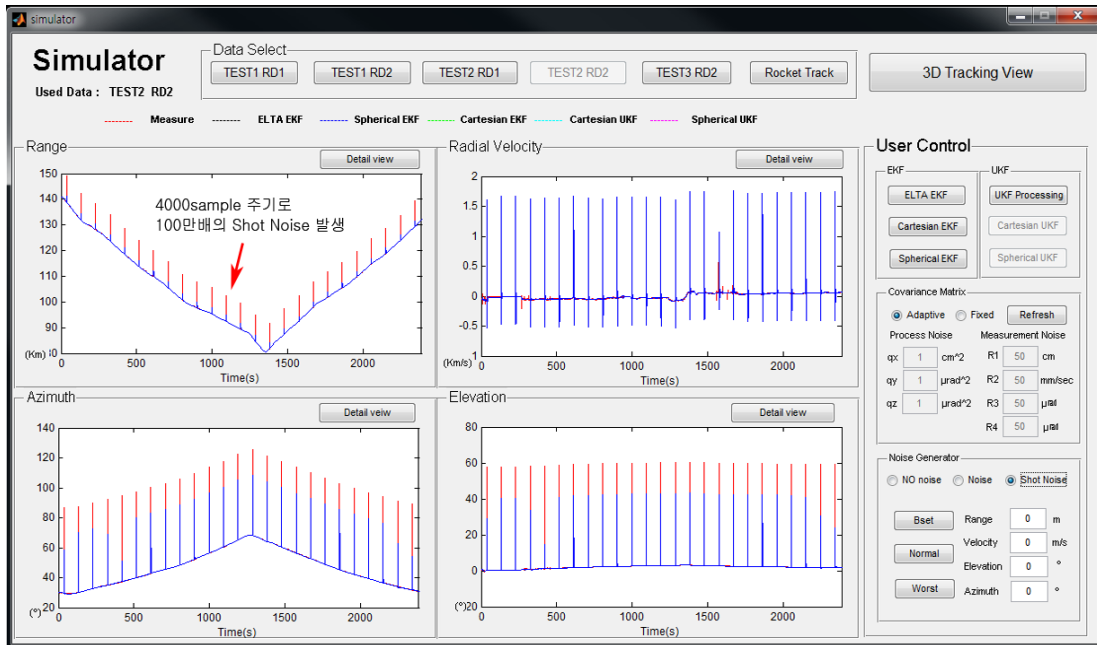 simulator
Simulator
Used Data : TEST2 RD2
Data Select
TEST1 RD1
TEST1 RD2
TEST2 RD1
TEST2 RD2
TEST3 RD2
Rocket Track
3D Tracking View
Measure
ELTA EKF
Spherical EKF
Cartesian EKF
Cartesian UKF
Spherical UKF
Range
Detail view
150
140
130
120
110
100
90
(Km)
4000sample 주기로
100만배의 Shot Noise 발생
0
500
1000
1500
2000
Time(s)
Radial Velocity
Detail veiw
2
1.5
1
0.5
0
-0.5
1
(Km/s)
0
500
1000
1500
2000
Time(s)
Azimuth
Detail veiw
140
120
100
80
60
40
20
(º)
0
500
1000
1500
2000
Time(s)
Elevation
Detail view
80
60
40
20
0
20
(º)
0
500
1000
1500
2000
Time(s)
User Control
EKF
ELTA EKF
Cartesian EKF
Spherical EKF
UKF
UKF Processing
Cartesian UKF
Spherical UKF
Covariance Matrix
Adaptive
Fixed
Refresh
Process Noise
Measurement Noise
qx 1 cm^2
R1 50 cm
qy 1 µrad^2
R2 50 mm/sec
qz 1 µrad^2
R3 50
R4 50
Noise Generator
NO noise
Noise
Shot Noise
Bset
Normal
Worst
Range 0 m
Velocity 0 m/s
Elevation 0 º
Azimuth 0 º